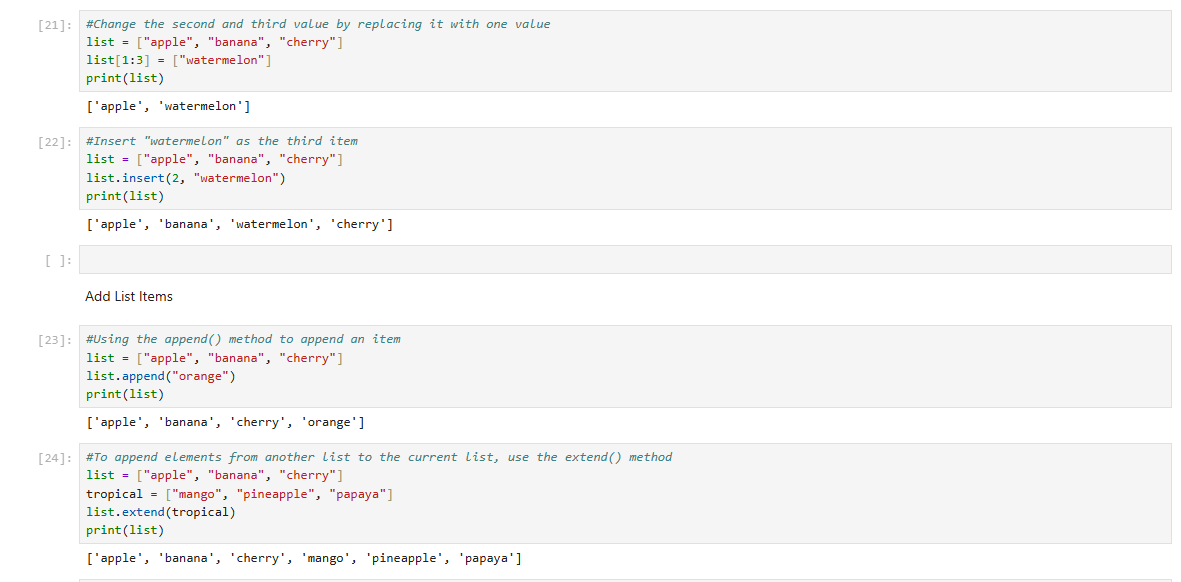 [21]: #Change the second and third value by replacing it with one value
list = ["apple", "banana", "cherry"]
list[1:3] = ["watermelon"]
print(list)
['apple', 'watermelon']
[22]: #Insert "watermelon" as the third item
list = ["apple", "banana", "cherry"]
list.insert(2, "watermelon")
print(list)
['apple', 'banana', 'watermelon', 'cherry']
[ ]:
Add List Items
[23]: #Using the append() method to append an item
list = ["apple", "banana", "cherry"]
list.append("orange")
print(list)
['apple', 'banana', 'cherry', 'orange']
[24]: #To append elements from another list to the current list, use the extend() method
list = ["apple", "banana", "cherry"]
tropical = ["mango", "pineapple", "papaya"]
list.extend(tropical)
print(list)
['apple', 'banana', 'cherry', 'mango', 'pineapple', 'papaya']